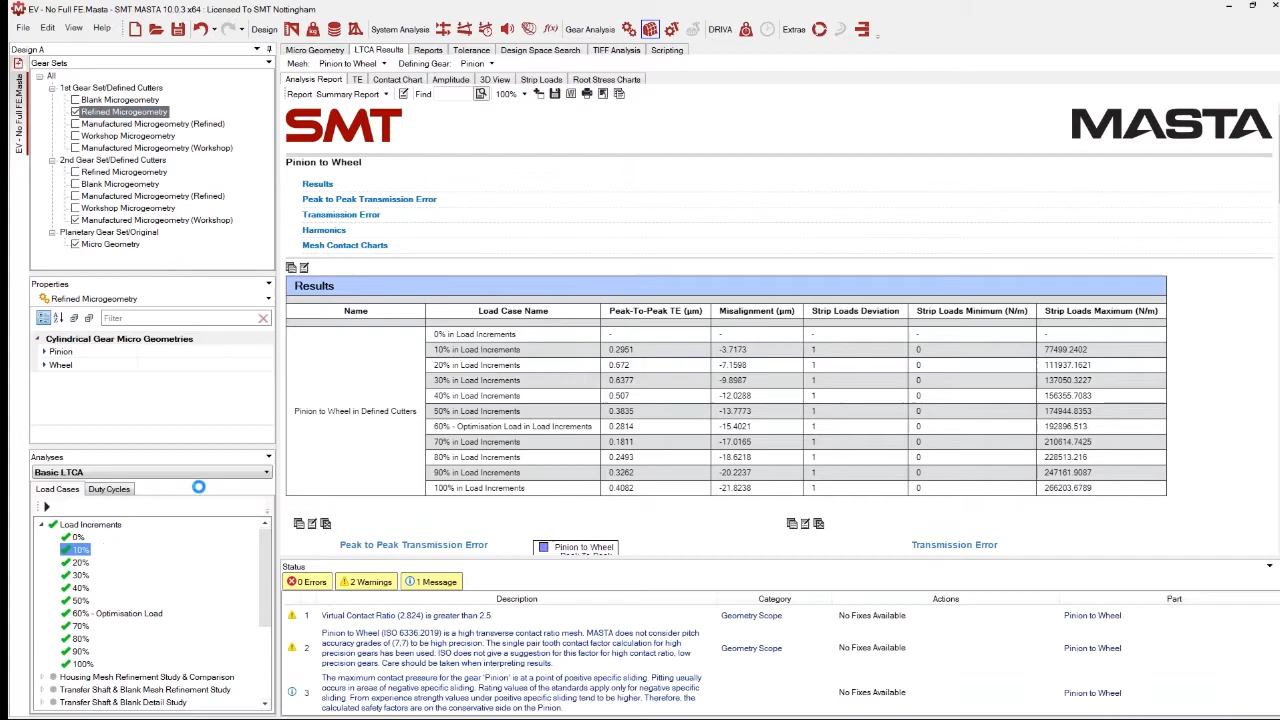 EV - No Full FE.Masta - SMT MASTA 10.0.3 x64 : Licensed To SMT Nottingham
File Edit View Help Design System Analysis f(x) Gear Analysis DRIVA Extras
Design A
EV - No Full FE.Masta
Gear Sets
All
1st Gear Set/Defined Cutters
Blank Microgeometry
Refined Microgeometry
Manufactured Microgeometry (Refined)
Workshop Microgeometry
Manufactured Microgeometry (Workshop)
2nd Gear Set/Defined Cutters
Refined Microgeometry
Blank Microgeometry
Manufactured Microgeometry (Refined)
Workshop Microgeometry
Manufactured Microgeometry (Workshop)
Planetary Gear Set/Original
Micro Geometry
Properties
Refined Microgeometry
Filter
Cylindrical Gear Micro Geometries
Pinion
Wheel
Analyses
Basic LTCA
Load Cases Duty Cycles
Load Increments
0%
10%
20%
30%
40%
50%
60% - Optimisation Load
70%
80%
90%
100%
Housing Mesh Refinement Study & Comparison
Transfer Shaft & Blank Mesh Refinement Study
Transfer Shaft & Blank Detail Study
Micro Geometry LTCA Results Reports Tolerance Design Space Search TIFF Analysis Scripting
Mesh: Pinion to Wheel Defining Gear: Pinion
Analysis Report TE Contact Chart Amplitude 3D View Strip Loads Root Stress Charts
Report Summary Report Find 100%
SMT MASTA
Pinion to Wheel
Results
Peak to Peak Transmission Error
Transmission Error
Harmonics
Mesh Contact Charts
Results
Name Load Case Name Peak-To-Peak TE (µm) Misalignment (µm) Strip Loads Deviation Strip Loads Minimum (N/m) Strip Loads Maximum (N/m)
0% in Load Increments - - - - -
10% in Load Increments 0.2951 -3.7173 1 0 77499.2402
20% in Load Increments 0.672 -7.1598 1 0 111937.1621
30% in Load Increments 0.6377 -9.8987 1 0 137050.3227
40% in Load Increments 0.507 -12.0288 1 0 156355.7083
Pinion to Wheel in Defined Cutters 50% in Load Increments 0.3835 -13.7773 1 0 174944.8353
60% - Optimisation Load in Load Increments 0.2814 -15.4021 1 0 192896.513
70% in Load Increments 0.1811 -17.0165 1 0 210614.7425
80% in Load Increments 0.2493 -18.6218 1 0 228513.216
90% in Load Increments 0.3262 -20.2237 1 0 247161.9087
100% in Load Increments 0.4082 -21.8238 1 0 266203.6789
Peak to Peak Transmission Error Pinion to Wheel Transmission Error
Status
0 Errors 2 Warnings 1 Message
Description Category Actions Part
1 Virtual Contact Ratio (2.824) is greater than 2.5. Geometry Scope No Fixes Available Pinion to Wheel
Pinion to Wheel (ISO 6336:2019) is a high transverse contact ratio mesh. MASTA does not consider pitch
accuracy grades of (7,7) to be high precision. The single pair tooth contact factor calculation for high
2 precision gears has been used. ISO does not give a suggestion for this factor for high contact ratio, low Geometry Scope No Fixes Available Pinion to Wheel
precision gears. Care should be taken when interpreting results.
The maximum contact pressure for the gear 'Pinion' is at a point of positive specific sliding. Pitting usually
occurs in areas of negative specific sliding. Rating values of the standards apply only for negative specific
3 sliding. From experience strength values under positive specific sliding tend to be higher. Therefore, the No Fixes Available Pinion to Wheel
calculated safety factors are on the conservative side on the Pinion.